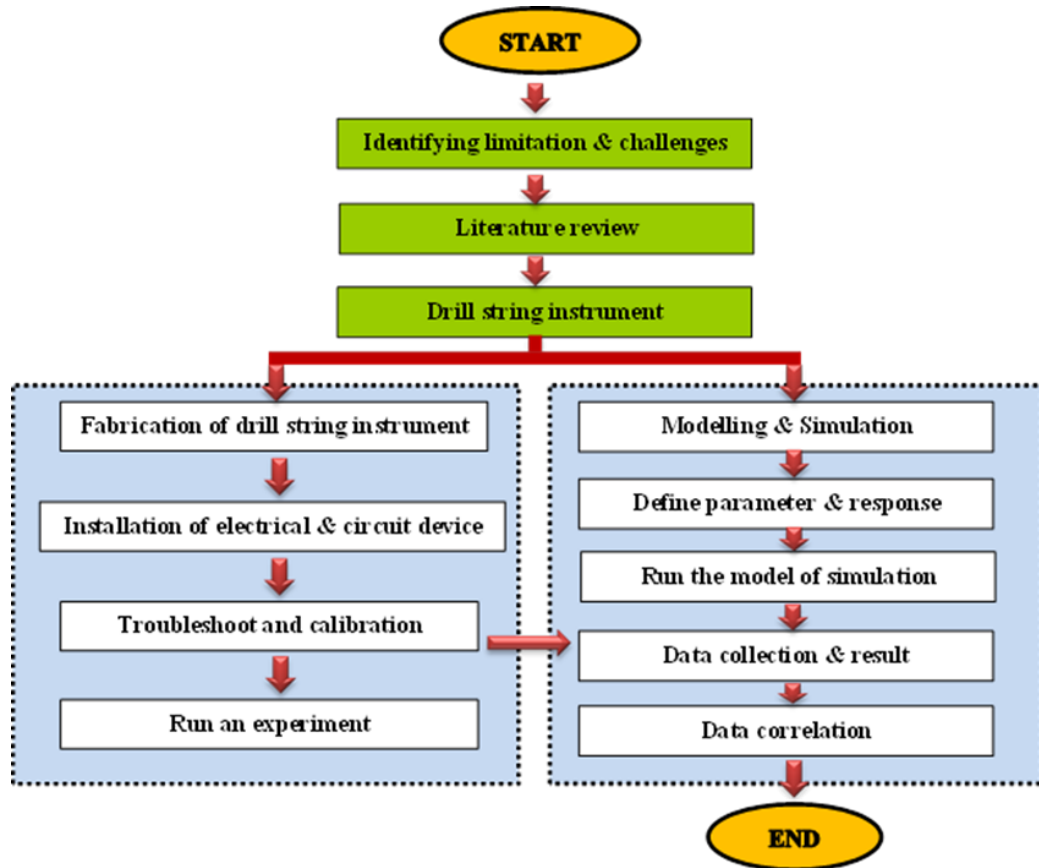 START
Identifying limitation & challenges
Literature review
Drill string instrument
Fabrication of drill string instrument
Installation of electrical & circuit device
Troubleshoot and calibration
Run an experiment
Modelling & Simulation
Define parameter & response
Run the model of simulation
Data collection & result
Data correlation
END